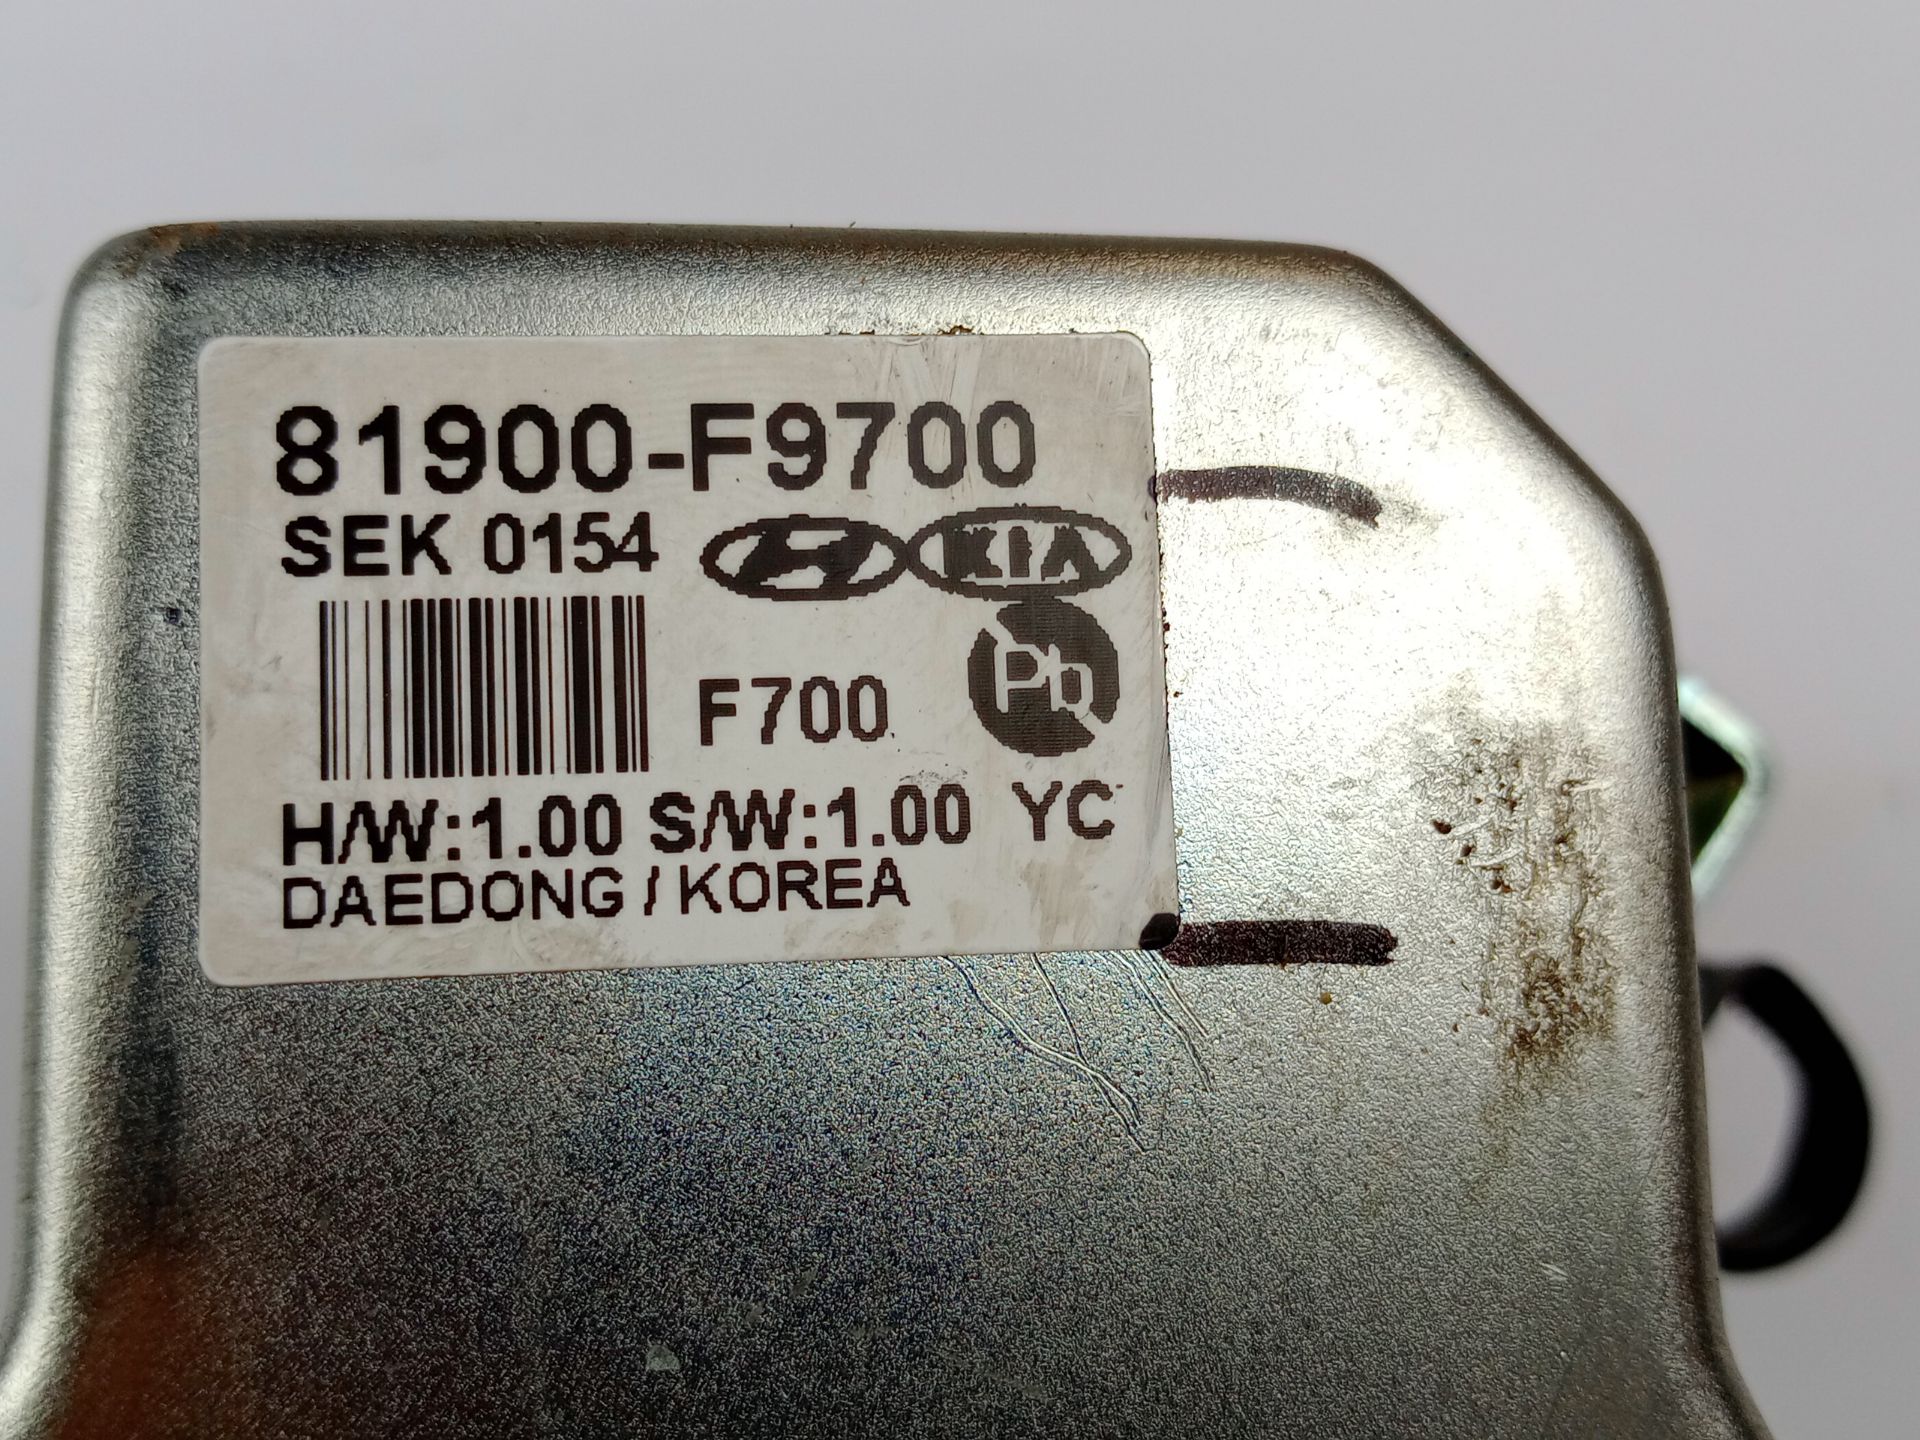 81900-F9700
SEK 0154 H KIA
F700 Pb
H/W:1.00 S/W:1.00 YC
DAEDONG / KOREA